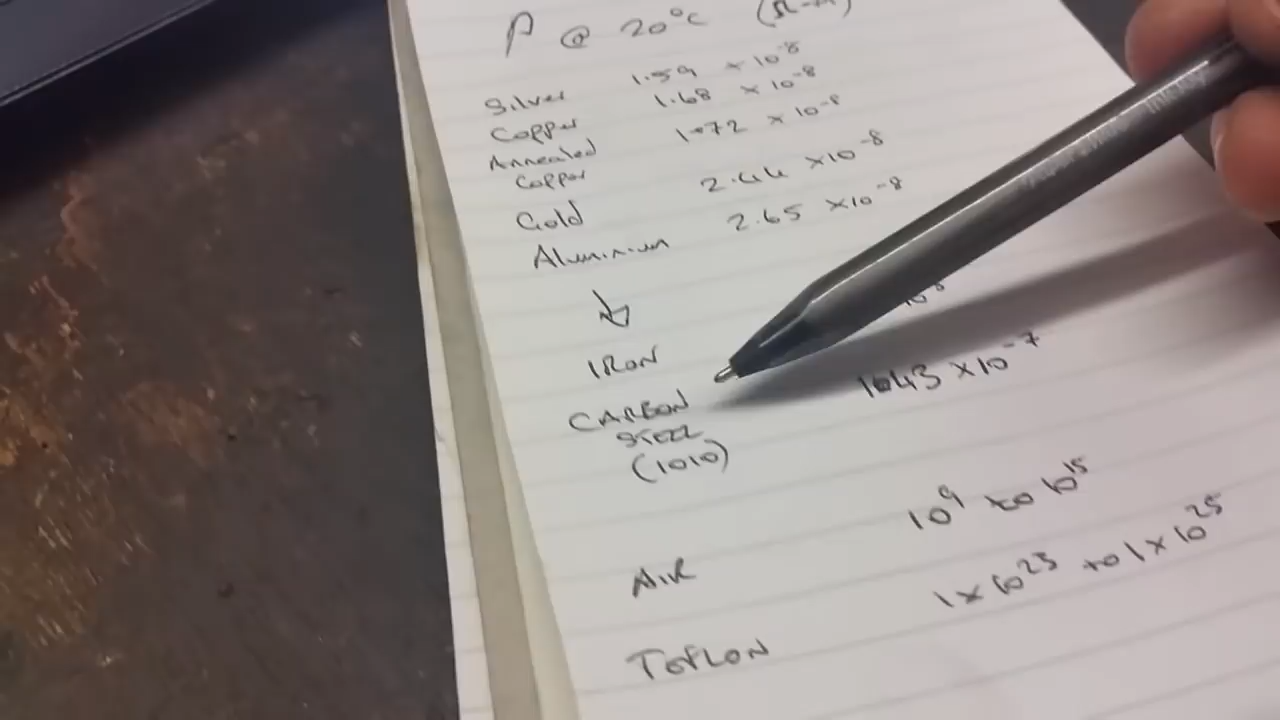 ρ @ 20°C (Ω-m)
Silver 1.59 × 10⁻⁸
Copper 1.68 × 10⁻⁸
Annealed 1.72 × 10⁻⁸
Copper
Gold 2.44 ×10⁻⁸
Aluminium 2.65 ×10⁻⁸
IRON
CARBON 1.43 ×10⁻⁷
STEEL
(1010)
AIR 10⁹ to 10¹⁵
TEFLON 1×10²³ to 1×10²⁵